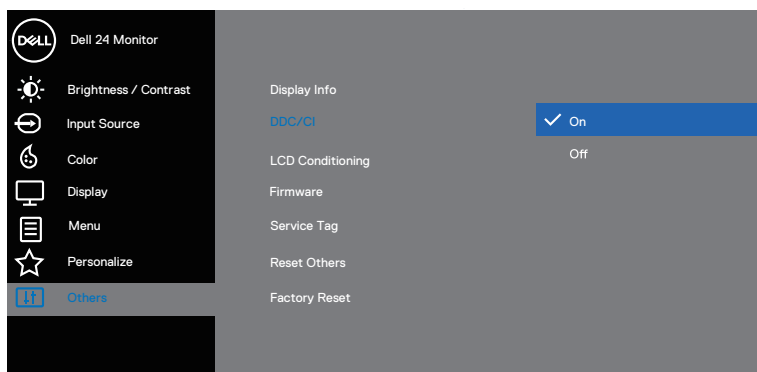 DELL Dell 24 Monitor
Brightness / Contrast
Input Source
Color
Display
Menu
Personalize
Others
Display Info
DDC/CI
LCD Conditioning
Firmware
Service Tag
Reset Others
Factory Reset
On
Off